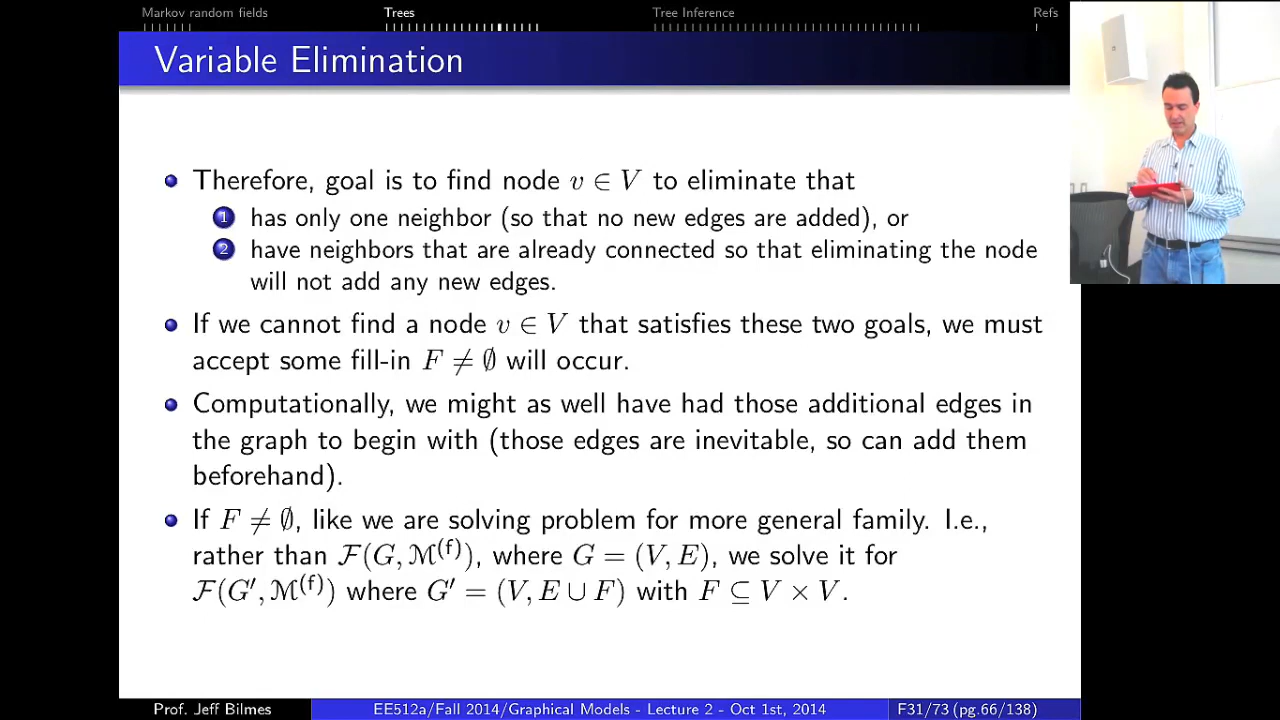 Markov random fields Trees Tree Inference Refs
Variable Elimination
Therefore, goal is to find node v ∈ V to eliminate that
1 has only one neighbor (so that no new edges are added), or
2 have neighbors that are already connected so that eliminating the node
will not add any new edges.
If we cannot find a node v ∈ V that satisfies these two goals, we must
accept some fill-in F ≠ ∅ will occur.
Computationally, we might as well have had those additional edges in
the graph to begin with (those edges are inevitable, so can add them
beforehand).
If F ≠ ∅, like we are solving problem for more general family. I.e.,
rather than ℱ(G, ℳ^(f)), where G = (V, E), we solve it for
ℱ(G′, ℳ^(f)) where G′ = (V, E ∪ F) with F ⊆ V × V.
Prof. Jeff Bilmes EE512a/Fall 2014/Graphical Models - Lecture 2 - Oct 1st, 2014 F31/73 (pg.66/138)